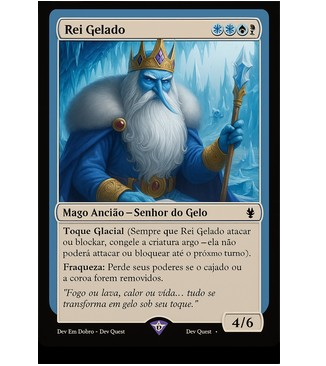 Rei Gelado
Mago Ancião – Senhor do Gelo
Toque Glacial (Sempre que Rei Gelado atacar
ou blockar, congele a criatura argo – ela não
poderá attacar ou bloquear até o próxmo turno).
Fraqueza: Perde seus poderes se o cajado ou
a coroa forem removidos.
"Fogo ou lava, calor ou vída... tudo se
transforma em gelo sob seu toque."
Dev Em Dobro - Dev Quest
D
Dev Quest
4/6